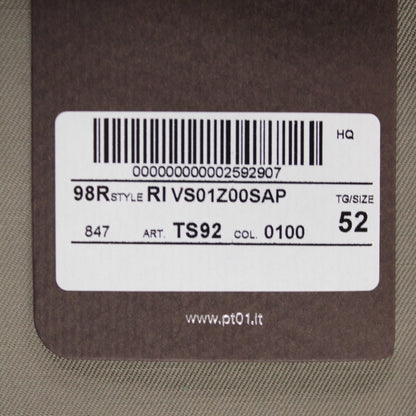 HQ
000000000002592907
98R STYLE RI VS01Z00SAP
TG/SIZE
52
847 ART. TS92 COL. 0100
www.pt01.it